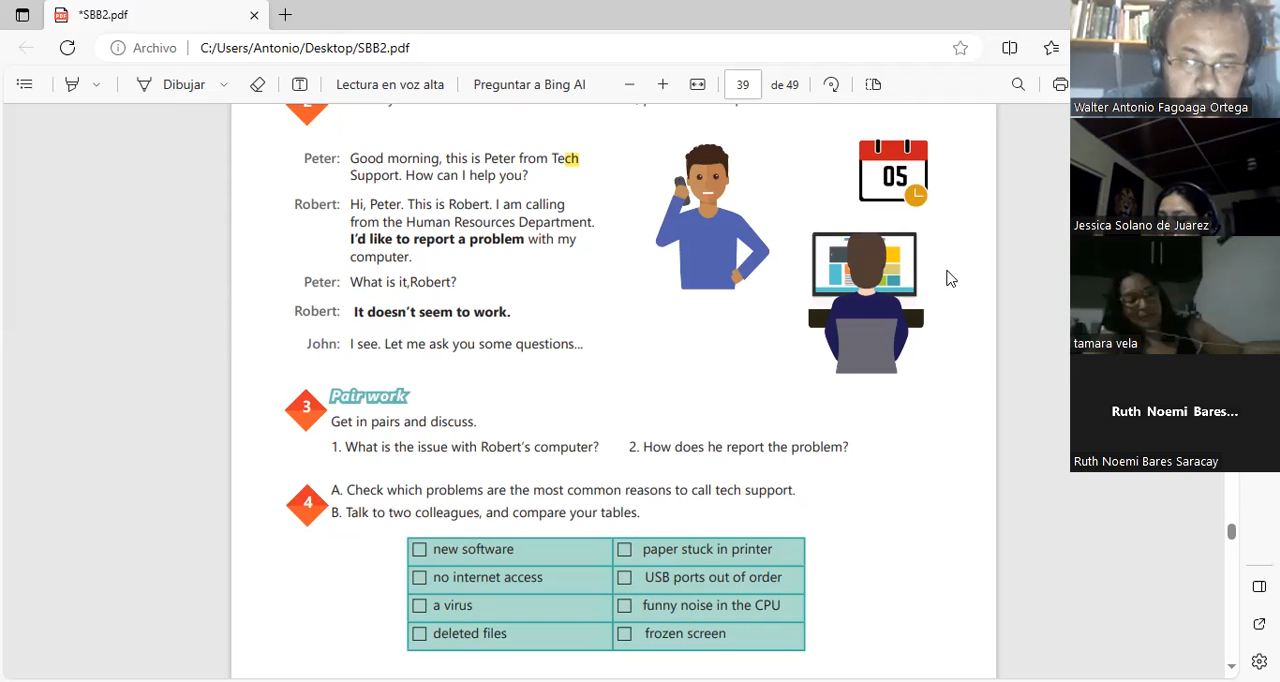 *SBB2.pdf
Archivo
C:/Users/Antonio/Desktop/SBB2.pdf
Dibujar
Lectura en voz alta
Preguntar a Bing AI
39
de 49
Peter: Good morning, this is Peter from Tech
Support. How can I help you?
Robert: Hi, Peter. This is Robert. I am calling
from the Human Resources Department.
I'd like to report a problem with my
computer.
Peter: What is it,Robert?
Robert: It doesn't seem to work.
John: I see. Let me ask you some questions...
05
3
Pair work
Get in pairs and discuss.
1. What is the issue with Robert's computer?
2. How does he report the problem?
4
A. Check which problems are the most common reasons to call tech support.
B. Talk to two colleagues, and compare your tables.
new software
paper stuck in printer
no internet access
USB ports out of order
a virus
funny noise in the CPU
deleted files
frozen screen
Walter Antonio Fagoaga Ortega
Jessica Solano de Juarez
tamara vela
Ruth Noemi Bares...
Ruth Noemi Bares Saracay